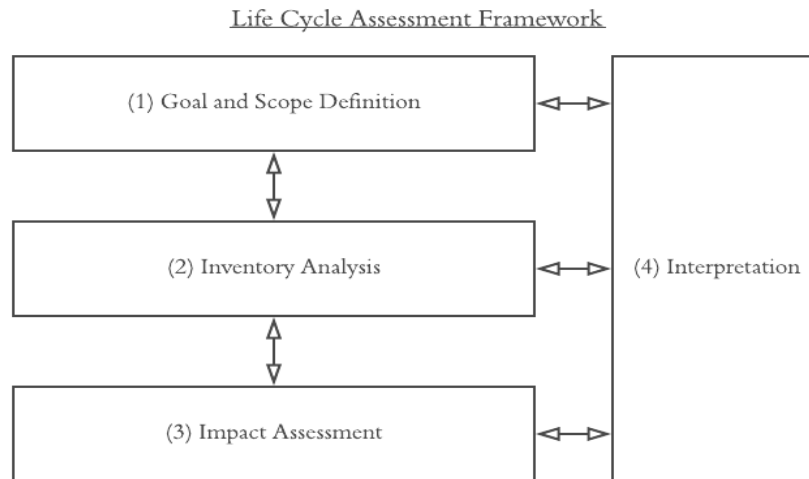 Life Cycle Assessment Framework
(1) Goal and Scope Definition
(2) Inventory Analysis
(4) Interpretation
(3) Impact Assessment